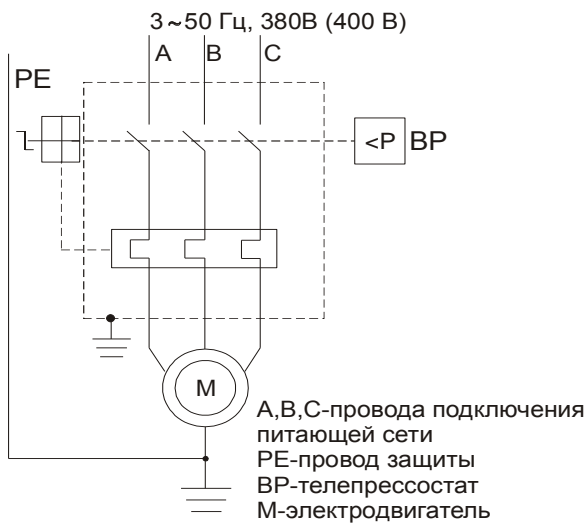 3~50 Гц, 380В (400 В)
A B C
PE
<P BP
M
A,B,C-провода подключения
питающей сети
PE-провод защиты
BP-телепрессостат
M-электродвигатель